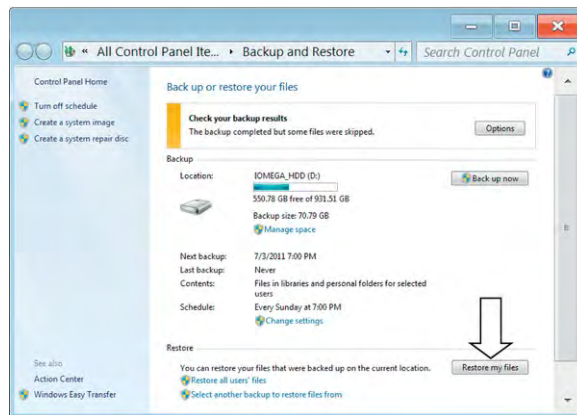 « All Control Panel Ite... ▸ Backup and Restore
Search Control Panel
Control Panel Home
Turn off schedule
Create a system image
Create a system repair disc
Back up or restore your files
Check your backup results
The backup completed but some files were skipped.
Options
Backup
Location: IOMEGA_HDD (D:)
Back up now
550.78 GB free of 931.51 GB
Backup size: 70.79 GB
Manage space
Next backup: 7/3/2011 7:00 PM
Last backup: Never
Contents: Files in libraries and personal folders for selected
users
Schedule: Every Sunday at 7:00 PM
Change settings
Restore
You can restore your files that were backed up on the current location.
Restore my files
Restore all users' files
Select another backup to restore files from
See also
Action Center
Windows Easy Transfer